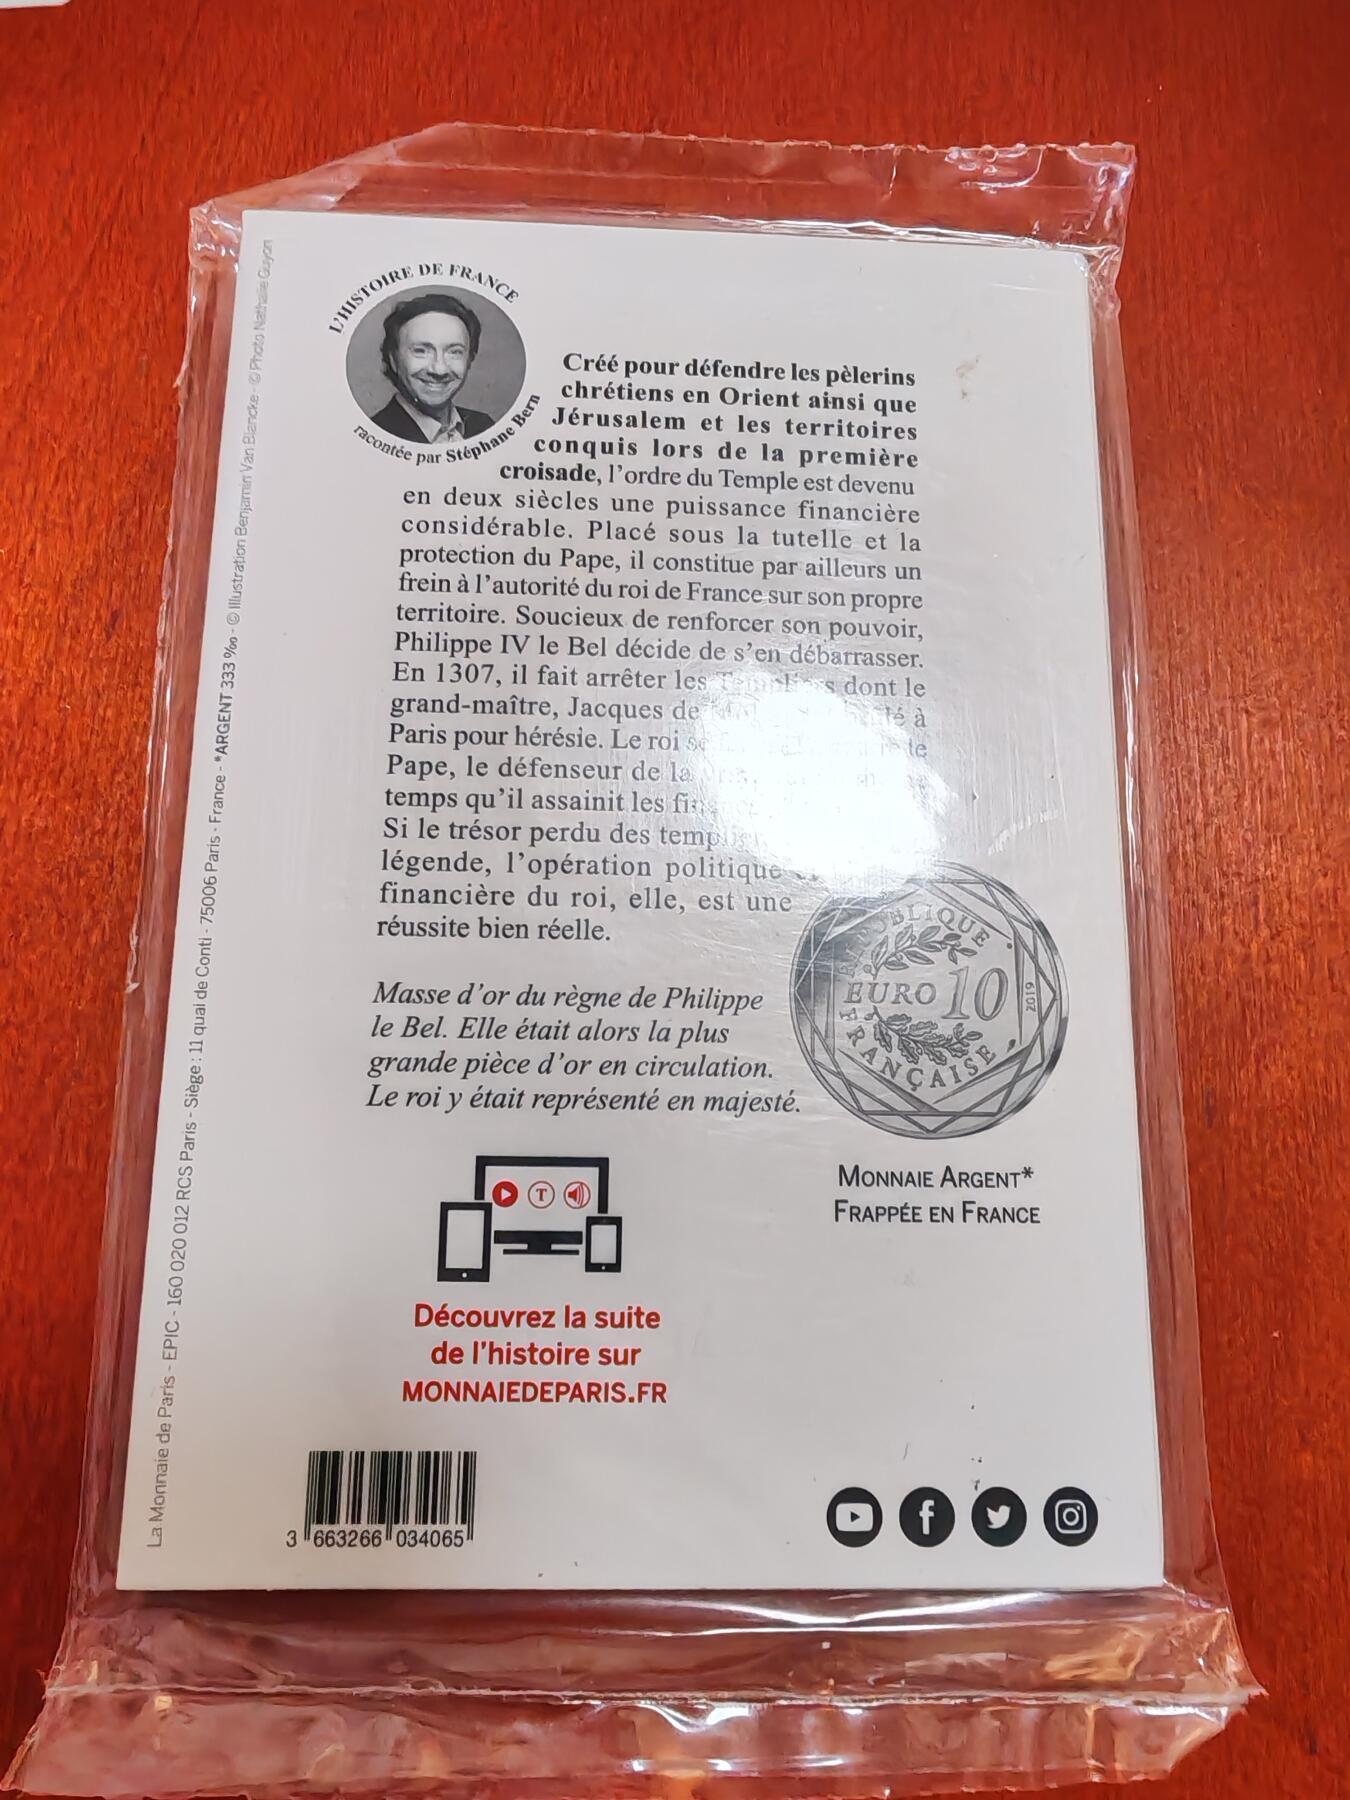 L'HISTOIRE DE FRANCE
racontée par Stéphane Bern
Créé pour défendre les pèlerins
chrétiens en Orient ainsi que
Jérusalem et les territoires
conquis lors de la première
croisade, l'ordre du Temple est devenu
en deux siècles une puissance financière
considérable. Placé sous la tutelle et la
protection du Pape, il constitue par ailleurs un
frein à l'autorité du roi de France sur son propre
territoire. Soucieux de renforcer son pouvoir,
Philippe IV le Bel décide de s'en débarrasser.
En 1307, il fait arrêter les Templiers dont le
grand-maître, Jacques de à
Paris pour hérésie. Le roi
Pape, le défenseur de la
temps qu'il assainit les
Si le trésor perdu des
légende, l'opération politique
financière du roi, elle, est une
réussite bien réelle.
Masse d'or du règne de Philippe
le Bel. Elle était alors la plus
grande pièce d'or en circulation.
Le roi y était représenté en majesté.
RÉPUBLIQUE
EURO 10
2019
FRANÇAISE
MONNAIE ARGENT*
FRAPPÉE EN FRANCE
T
Découvrez la suite
de l'histoire sur
MONNAIEDEPARIS.FR
3 663266 034065
La Monnaie de Paris - EPIC - 160 020 012 RCS Paris - Siège : 11 quai de Conti - 75006 Paris - France - *ARGENT 333 ‰ - © Illustration Benjamin Van Blancke - © Photo Nathalie Guyon